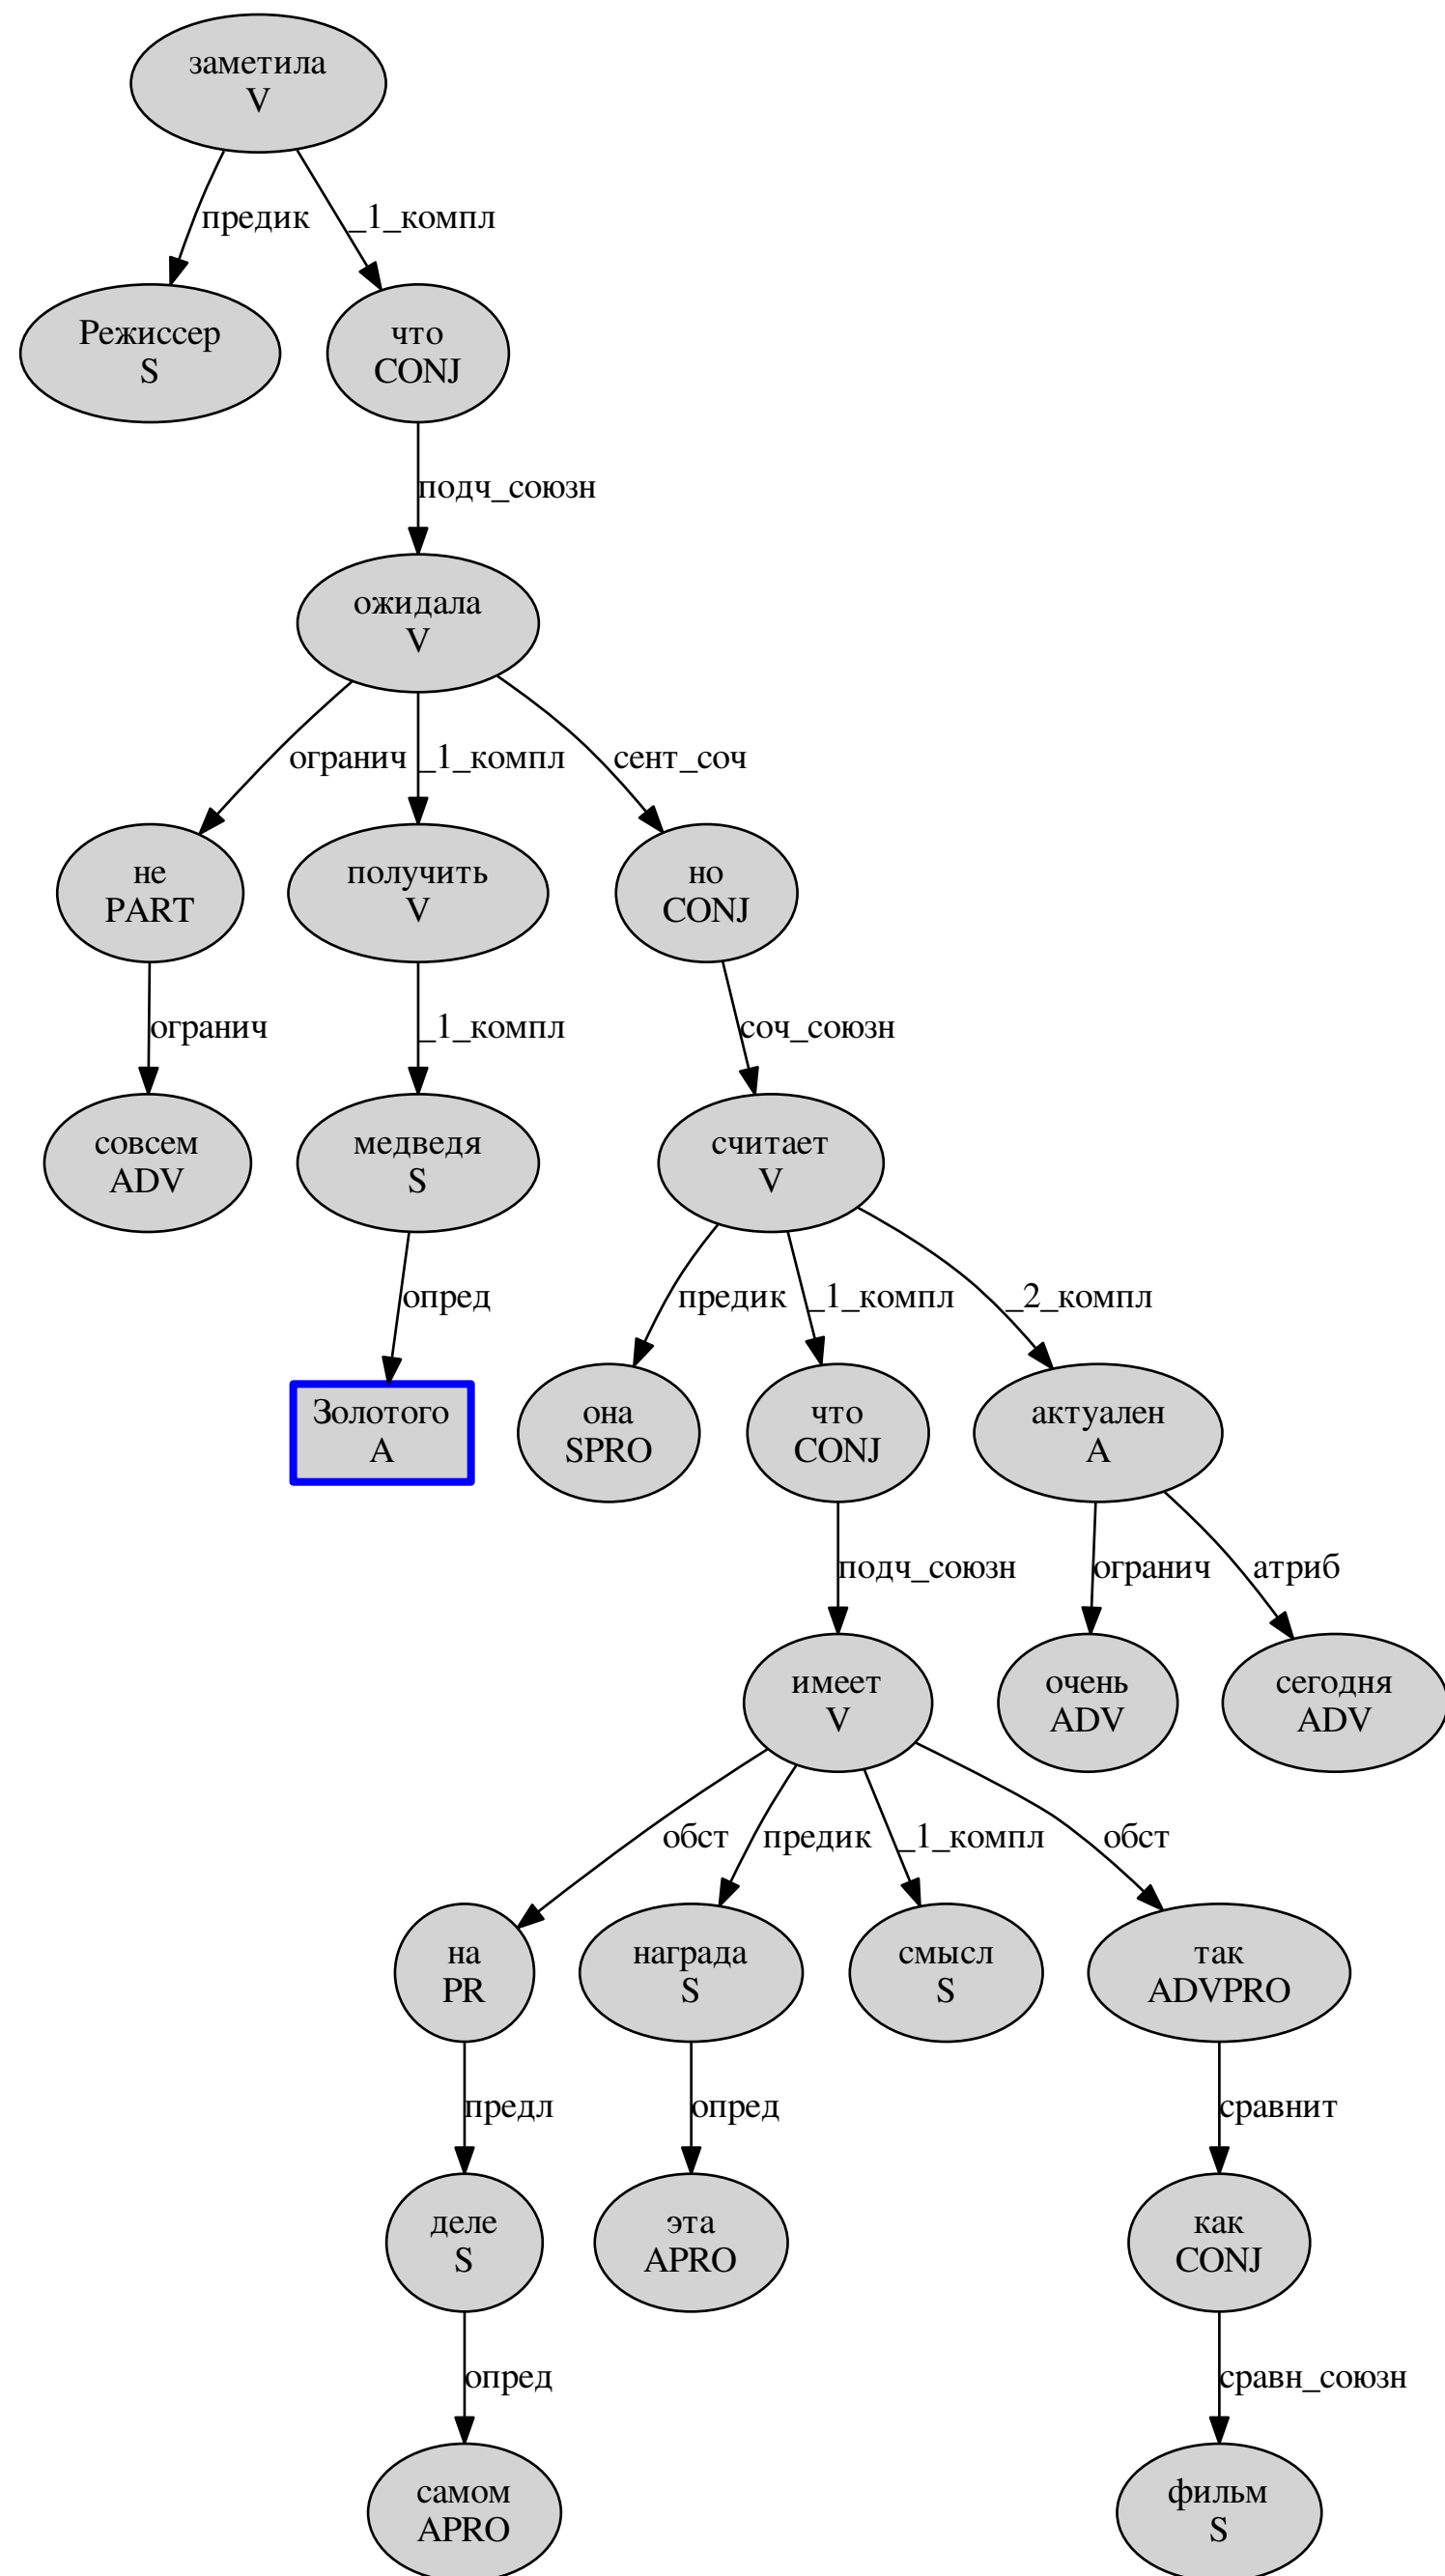 заметила
V
предик
_1_компл
Режиссер
S
что
CONJ
подч_союзн
ожидала
V
огранич
_1_компл
сент_соч
не
PART
получить
V
но
CONJ
огранич
_1_компл
соч_союзн
совсем
ADV
медведя
S
считает
V
опред
предик
_1_компл
_2_компл
Золотого
A
она
SPRO
что
CONJ
актуален
A
подч_союзн
огранич
атриб
имеет
V
очень
ADV
сегодня
ADV
обст
предик
_1_компл
обст
на
PR
награда
S
смысл
S
так
ADVPRO
предл
опред
сравнит
деле
S
эта
APRO
как
CONJ
опред
сравн_союзн
самом
APRO
фильм
S